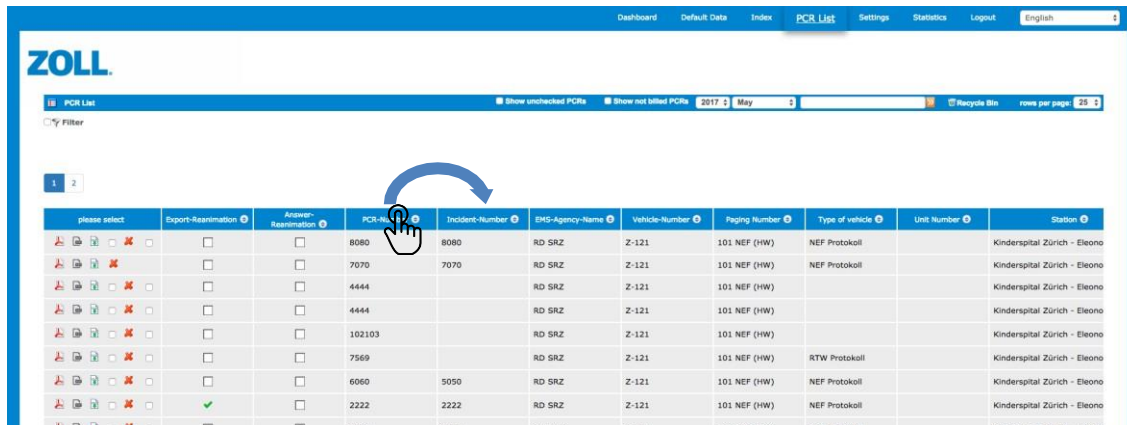 Dashboard Default Data Index PCR List Settings Statistics Logout English
ZOLL.
PCR List Show unchecked PCRs Show not billed PCRs 2017 May Recycle Bin rows per page: 25
Filter
1 2
please select Export-Reanimation Answer-Reanimation Incident-Number EMS-Agency-Name Vehicle-Number Paging Number Type of vehicle Unit Number Station
8080 8080 RD SRZ Z-121 101 NEF (HW) NEF Protokoll Kinderspital Zürich - Eleono
7070 7070 RD SRZ Z-121 101 NEF (HW) NEF Protokoll Kinderspital Zürich - Eleono
4444 RD SRZ Z-121 101 NEF (HW) Kinderspital Zürich - Eleono
4444 RD SRZ Z-121 101 NEF (HW) Kinderspital Zürich - Eleono
102103 RD SRZ Z-121 101 NEF (HW) Kinderspital Zürich - Eleono
7569 RD SRZ Z-121 101 NEF (HW) RTW Protokoll Kinderspital Zürich - Eleono
6060 5050 RD SRZ Z-121 101 NEF (HW) NEF Protokoll Kinderspital Zürich - Eleono
2222 2222 RD SRZ Z-121 101 NEF (HW) NEF Protokoll Kinderspital Zürich - Eleono